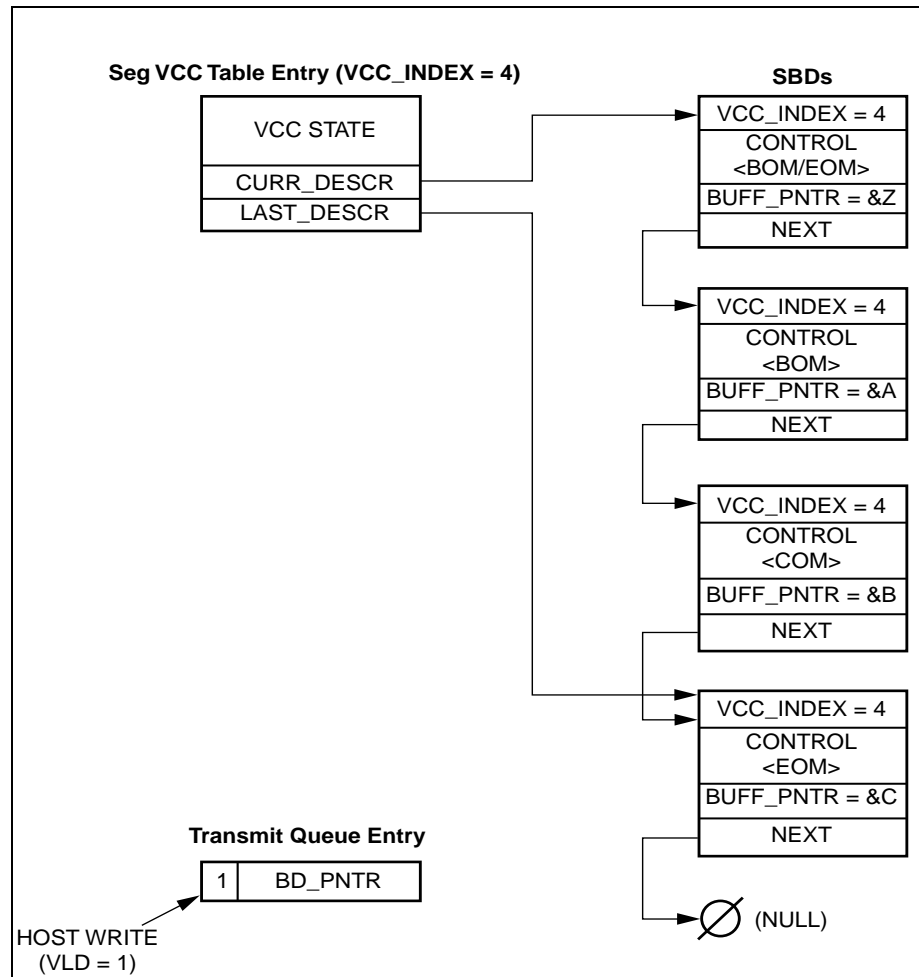 Seg VCC Table Entry (VCC_INDEX = 4)
VCC STATE
CURR_DESCR
LAST_DESCR
SBDs
VCC_INDEX = 4
CONTROL
<BOM/EOM>
BUFF_PNTR = &Z
NEXT
VCC_INDEX = 4
CONTROL
<BOM>
BUFF_PNTR = &A
NEXT
VCC_INDEX = 4
CONTROL
<COM>
BUFF_PNTR = &B
NEXT
VCC_INDEX = 4
CONTROL
<EOM>
BUFF_PNTR = &C
NEXT
(NULL)
Transmit Queue Entry
1 BD_PNTR
HOST WRITE
(VLD = 1)